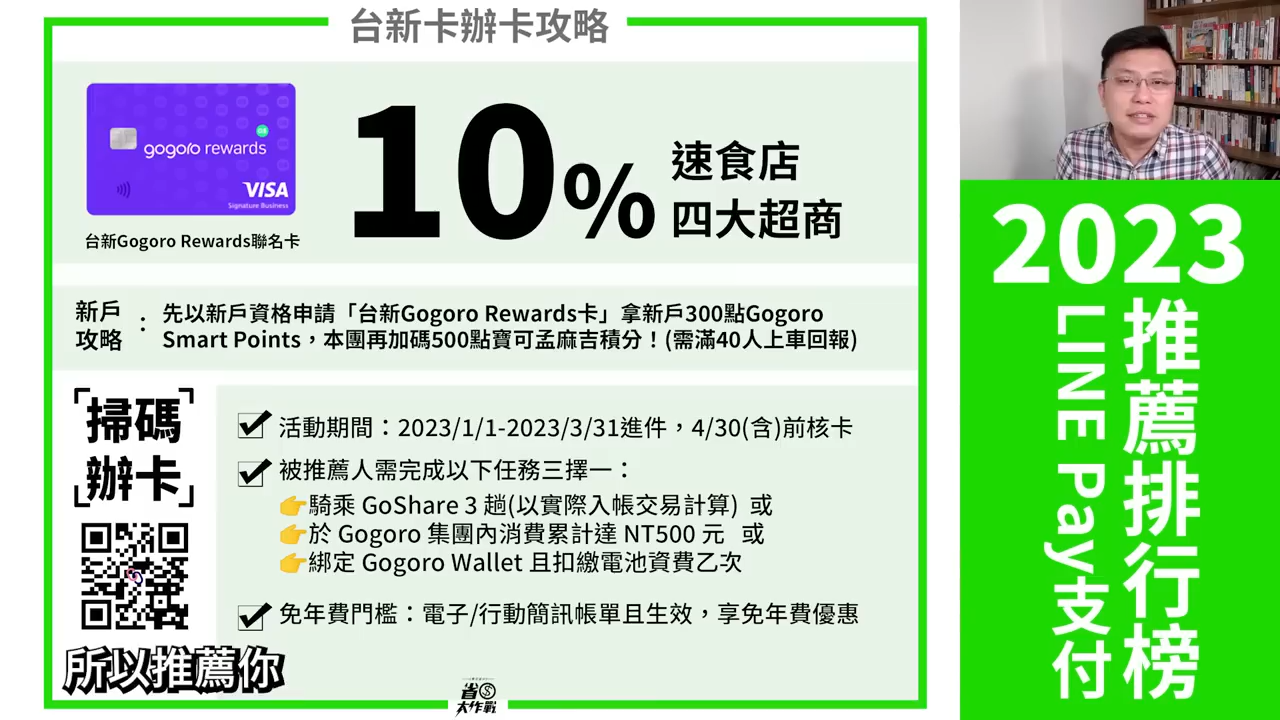 台新卡辦卡攻略
gogoro rewards
VISA
Signature Business
台新Gogoro Rewards聯名卡
10%
速食店
四大超商
新戶
攻略
：
先以新戶資格申請「台新Gogoro Rewards卡」拿新戶300點Gogoro
Smart Points，本團再加碼500點寶可孟麻吉積分！(需滿40人上車回報)
掃碼
辦卡
活動期間：2023/1/1-2023/3/31進件，4/30(含)前核卡
被推薦人需完成以下任務三擇一：
👉騎乘 GoShare 3 趟(以實際入帳交易計算) 或
👉於 Gogoro 集團內消費累計達 NT500 元 或
👉綁定 Gogoro Wallet 且扣繳電池資費乙次
免年費門檻：電子/行動簡訊帳單且生效，享免年費優惠
所以推薦你
省
大作戰
2023
LINE Pay支付
推薦排行榜